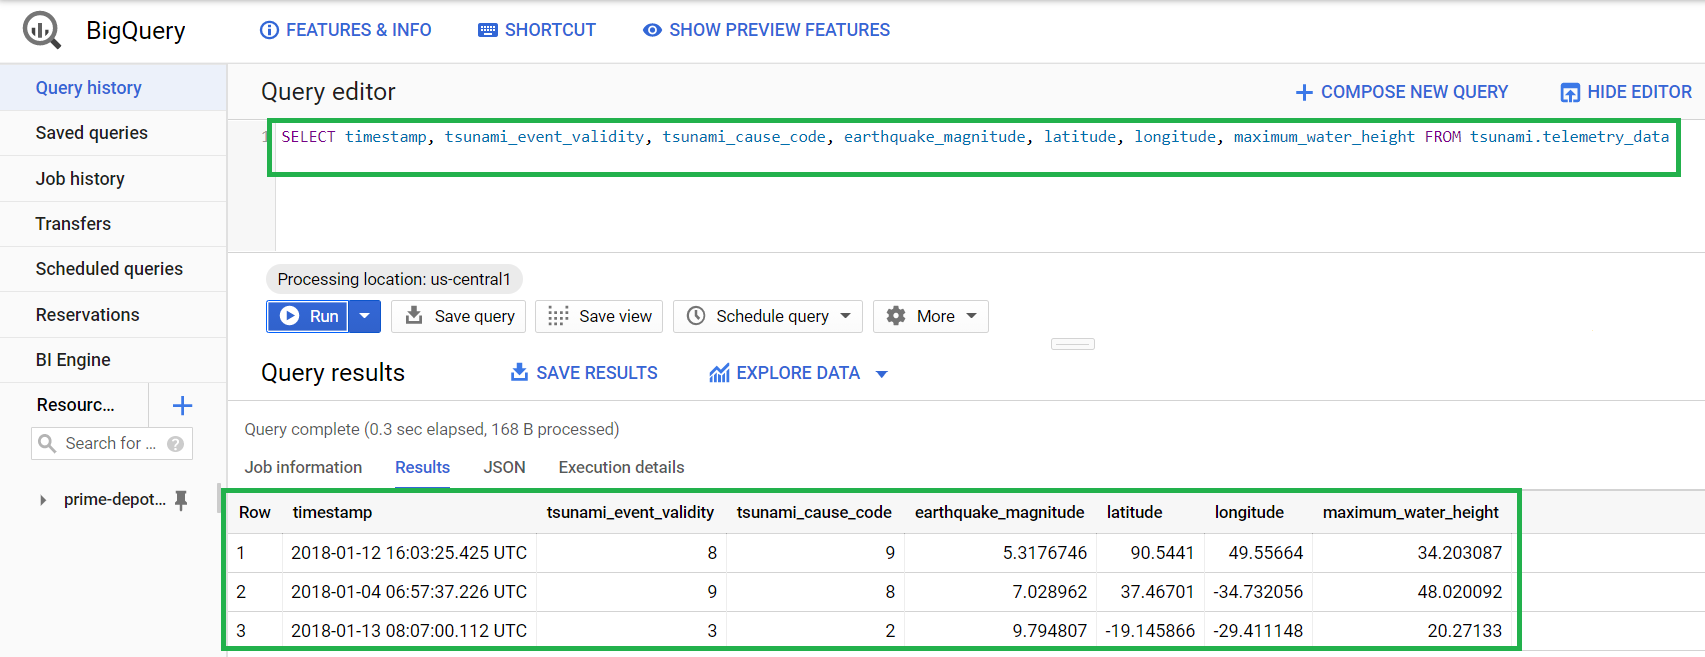 BigQuery FEATURES & INFO SHORTCUT SHOW PREVIEW FEATURES
Query history
Saved queries
Job history
Transfers
Scheduled queries
Reservations
BI Engine
Resourc...
Search for ... ?
prime-depot...
Query editor COMPOSE NEW QUERY HIDE EDITOR
1 SELECT timestamp, tsunami_event_validity, tsunami_cause_code, earthquake_magnitude, latitude, longitude, maximum_water_height FROM tsunami.telemetry_data
Processing location: us-central1
Run Save query Save view Schedule query More
Query results SAVE RESULTS EXPLORE DATA
Query complete (0.3 sec elapsed, 168 B processed)
Job information Results JSON Execution details
Row timestamp tsunami_event_validity tsunami_cause_code earthquake_magnitude latitude longitude maximum_water_height
1 2018-01-12 16:03:25.425 UTC 8 9 5.3176746 90.5441 49.55664 34.203087
2 2018-01-04 06:57:37.226 UTC 9 8 7.028962 37.46701 -34.732056 48.020092
3 2018-01-13 08:07:00.112 UTC 3 2 9.794807 -19.145866 -29.411148 20.27133